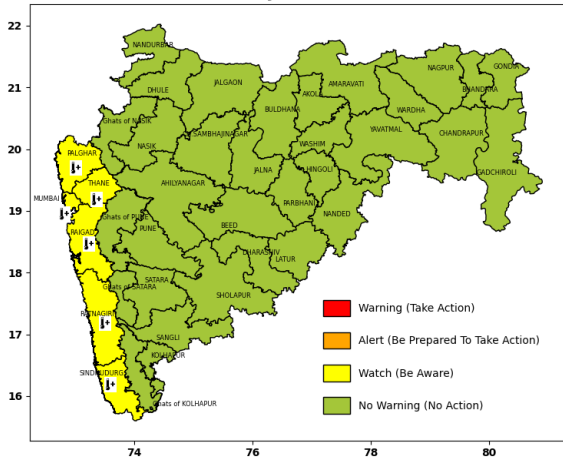 22
21
20
19
18
17
16
74
76
78
80
NANDURBAR
DHULE
JALGAON
NAGPUR
GONDIA
AMARAVATI
AKOLA
BULDHANA
BHANDARA
WARDHA
Ghats of NASIK
NASIK
C.SAMBHAJINAGAR
WASHIM
YAVATMAL
CHANDRAPUR
PALGHAR
THANE
AHILYANAGAR
JALNA
HINGOLI
GADCHIROLI
MUMBAI
Ghats of PUNE
PUNE
RAIGAD
BEED
PARBHANI
NANDED
DHARASHIV
LATUR
SATARA
Ghats of SATARA
SHOLAPUR
RATNAGIRI
SANGLI
KOLHAPUR
SINDHUDURG
Ghats of KOLHAPUR
Warning (Take Action)
Alert (Be Prepared To Take Action)
Watch (Be Aware)
No Warning (No Action)